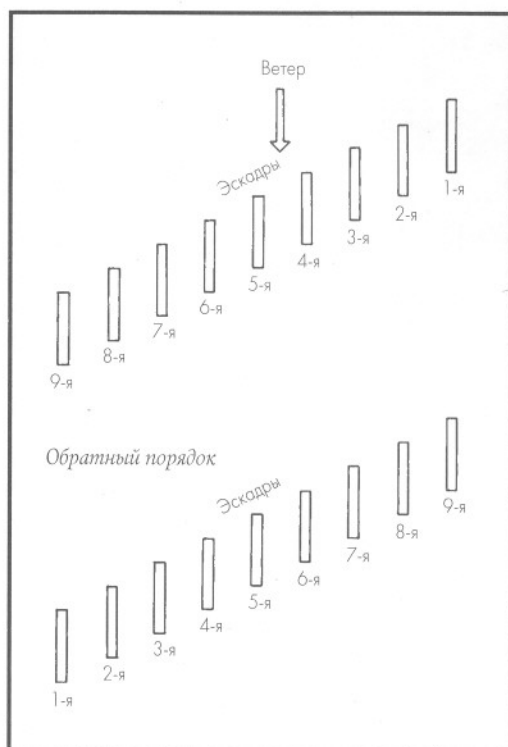 Ветер
Эскадры
1-я
2-я
3-я
4-я
5-я
6-я
7-я
8-я
9-я
Обратный порядок
Эскадры
9-я
8-я
7-я
6-я
5-я
4-я
3-я
2-я
1-я